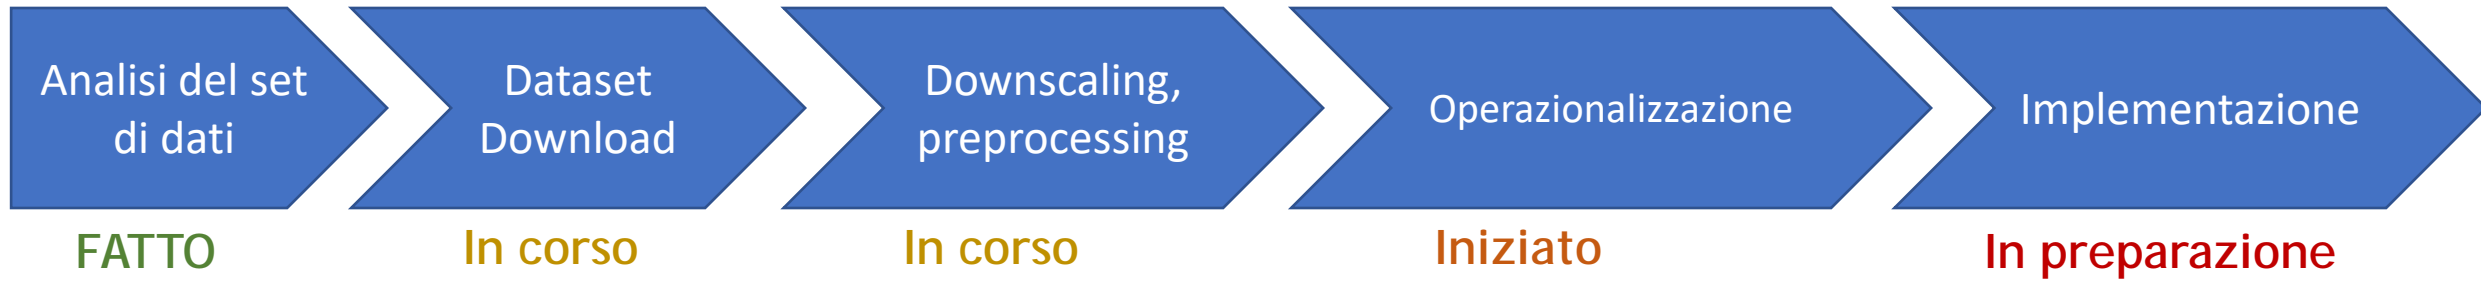 Analisi del set
di dati
Dataset
Download
Downscaling,
preprocessing
Operazionalizzazione
Implementazione
FATTO
In corso
In corso
Iniziato
In preparazione